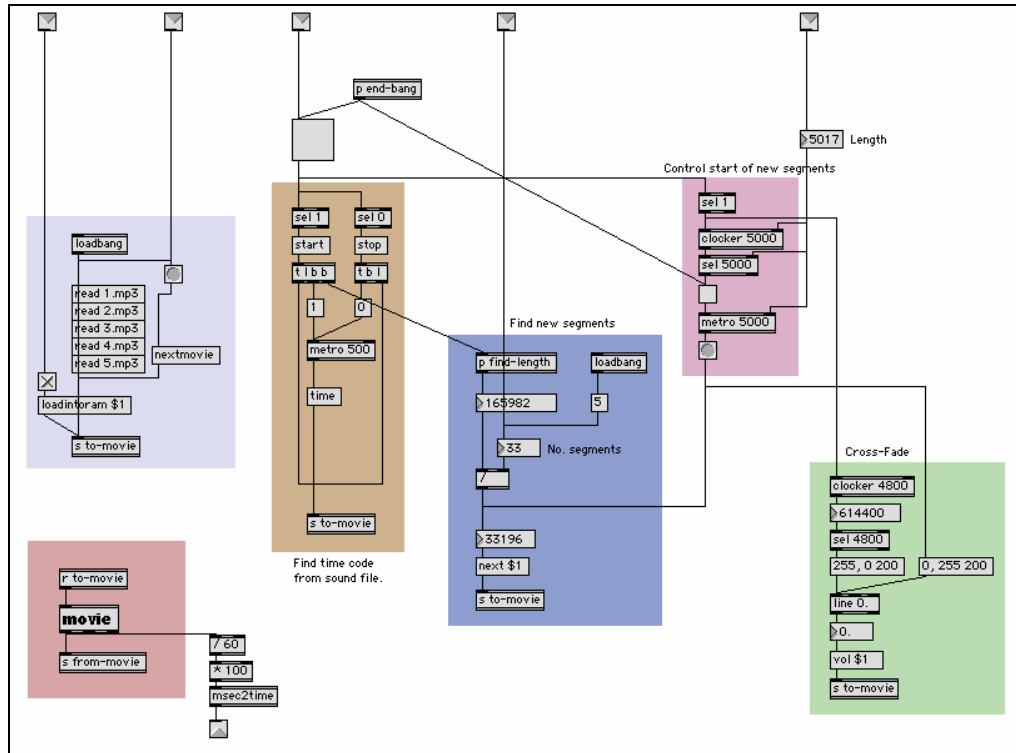 p end-bang
5017
Length
Control start of new segments
sel 1
sel 0
sel 1
start
stop
clocker 5000
loadbang
t l b b
t b l
sel 5000
read 1.mp3
read 2.mp3
read 3.mp3
read 4.mp3
read 5.mp3
nextmovie
1
0
metro 5000
Find new segments
metro 500
p find-length
loadbang
time
165982
5
loadintoram $1
s to-movie
33
No. segments
Cross-Fade
/
clocker 4800
614400
s to-movie
33196
sel 4800
Find time code
from sound file.
next $1
255, 0 200
0, 255 200
r to-movie
s to-movie
line 0.
movie
0.
/ 60
s from-movie
vol $1
* 100
s to-movie
msec2time